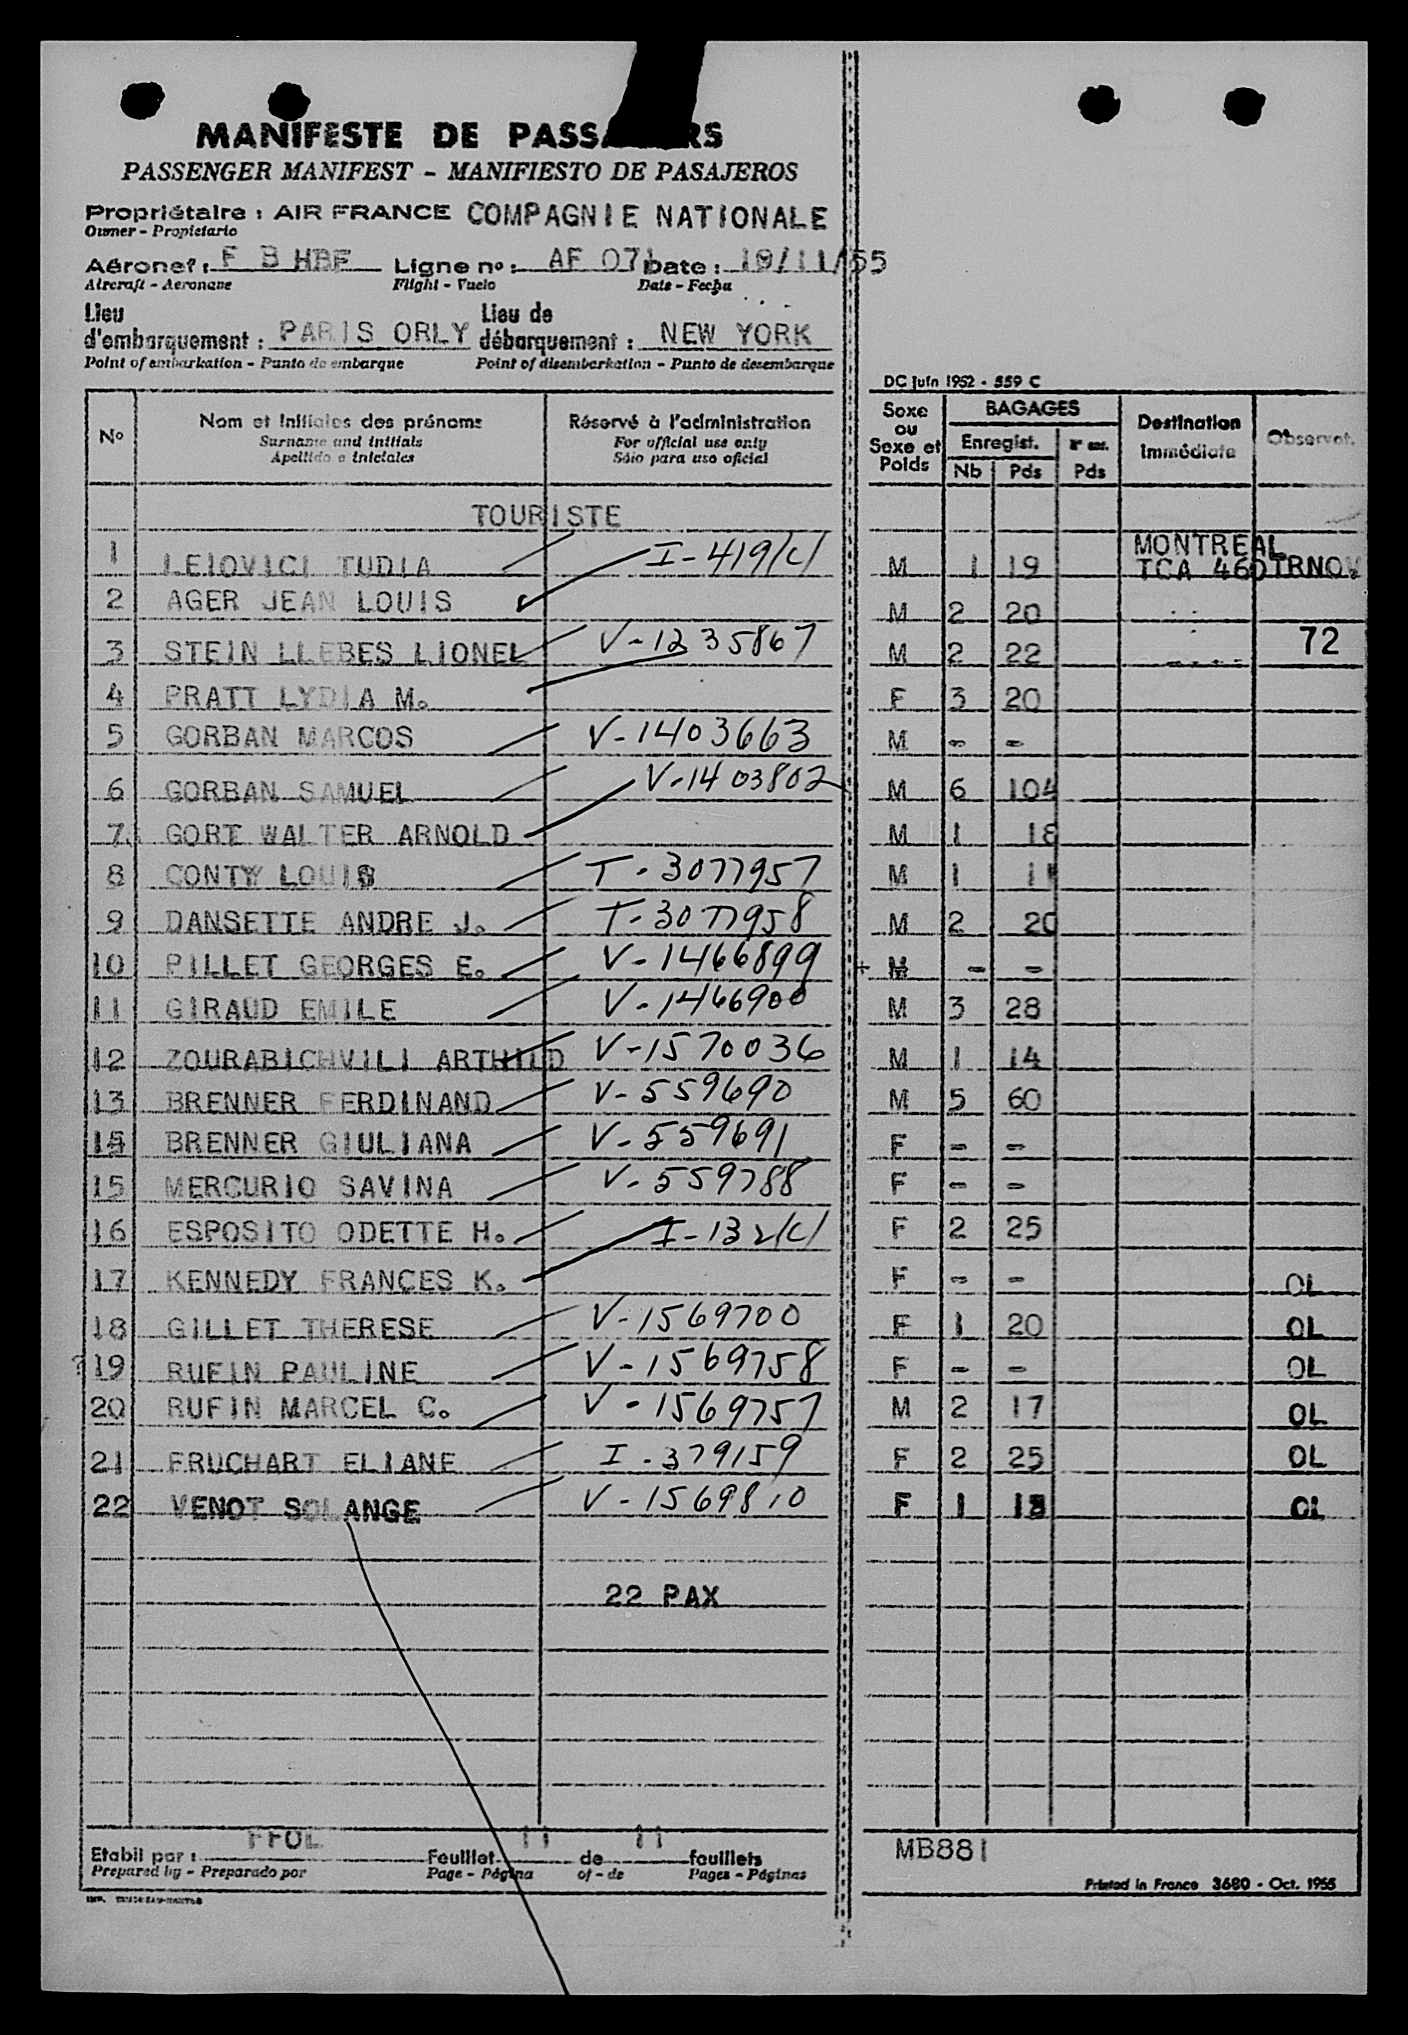 MANIFESTE DE PASSA RS
PASSENGER MANIFEST - MANIFIESTO DE PASAJEROS
Propriétaire : AIR FRANCE COMPAGNIE NATIONALE
Owner - Propietario
Aéronef : F B HBF Ligne no : AF 071 Date : 19/11/55
Aircraft - Aeronave Flight - Vuelo Date - Fecha
Lieu d'embarquement : PARIS ORLY Lieu de débarquement : NEW YORK
Point of embarkation - Punto de embarque Point of disembarkation - Punto de desembarque
DC Juin 1952 - 559 C
No Nom et Initiales des prénoms Réservé à l'administration Sexe ou Sexe et Poids BAGAGES Destination immédiate Observat.
Surname and initials For official use only Enregist.
Apellido e iniciales Sólo para uso oficial Nb Pds Pds
TOURISTE
1 LEIOVICI TUDIA I-419/C/ M 1 19 MONTREAL TCA 460 TRNOV
2 AGER JEAN LOUIS M 2 20
3 STEIN LLEBES LIONEL V-1235867 M 2 22 72
4 PRATT LYDIA M. F 3 20
5 GORBAN MARCOS V-1403663 M - -
6 GORBAN SAMUEL V-1403802 M 6 104
7 GORT WALTER ARNOLD M 1 18
8 CONTY LOUIS T-3077957 M 1
9 DANSETTE ANDRE J. T-3077958 M 2 20
10 PILLET GEORGES E. V-1466899 + M - -
11 GIRAUD EMILE V-1466900 M 3 28
12 ZOURABICHVILI ARTHILD V-1570036 M 1 14
13 BRENNER FERDINAND V-559690 M 5 60
BRENNER GIULIANA V-559691 F - -
15 MERCURIO SAVINA V-559788 F - -
16 ESPOSITO ODETTE H. I-132/C/ F 2 25
17 KENNEDY FRANCES K. F - - OL
18 GILLET THERESE V-1569700 F 1 20 OL
?19 RUFIN PAULINE V-1569758 F - - OL
20 RUFIN MARCEL C. V-1569757 M 2 17 OL
21 FRUCHART ELIANE I-379159 F 2 25 OL
22 VENOT SOLANGE V-1569810 F 1 OL
22 PAX
Etabli par : FFOL Feuillet 11 de 11 feuillets MB881
Prepared by - Preparado por Page - Página of - de Pages - Páginas
Printed in France 3680 - Oct. 1955